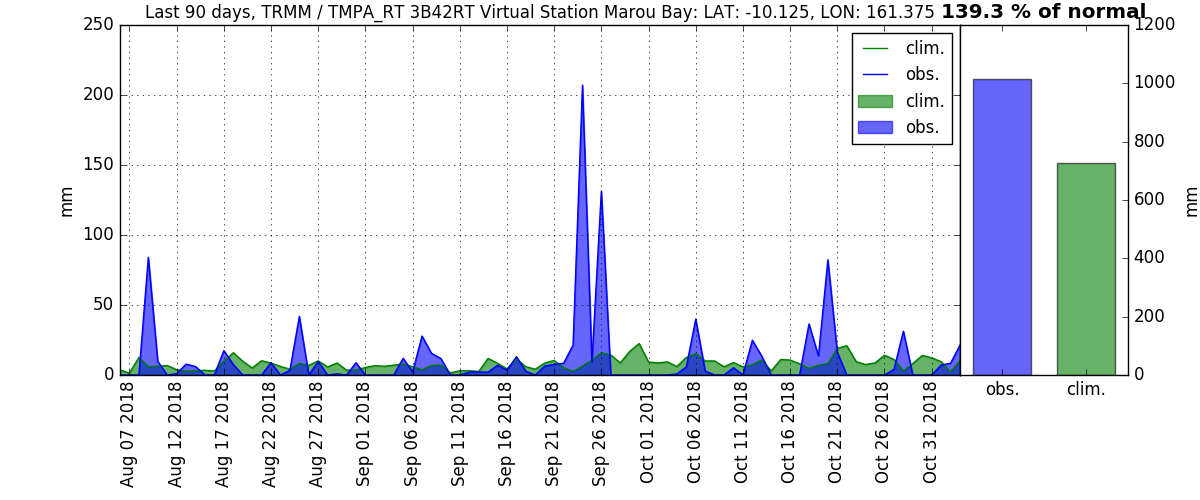 Last 90 days, TRMM / TMPA_RT 3B42RT Virtual Station Marou Bay: LAT: -10.125, LON: 161.375 139.3 % of normal
250
200
150
100
50
0
mm
clim.
obs.
clim.
obs.
1200
1000
800
600
400
200
0
mm
Aug 07 2018
Aug 12 2018
Aug 17 2018
Aug 22 2018
Aug 27 2018
Sep 01 2018
Sep 06 2018
Sep 11 2018
Sep 16 2018
Sep 21 2018
Sep 26 2018
Oct 01 2018
Oct 06 2018
Oct 11 2018
Oct 16 2018
Oct 21 2018
Oct 26 2018
Oct 31 2018
obs.
clim.